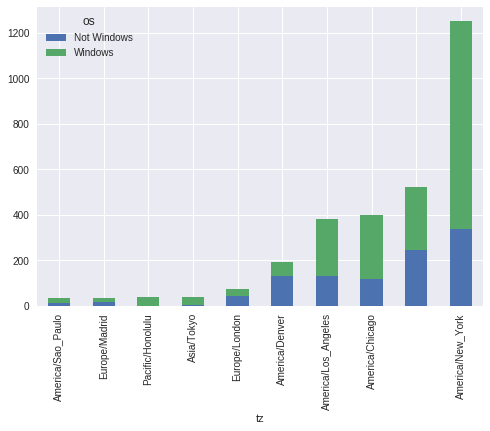 os
Not Windows
Windows
1200
1000
800
600
400
200
0
America/Sao_Paulo
Europe/Madrid
Pacific/Honolulu
Asia/Tokyo
Europe/London
America/Denver
America/Los_Angeles
America/Chicago
America/New_York
tz